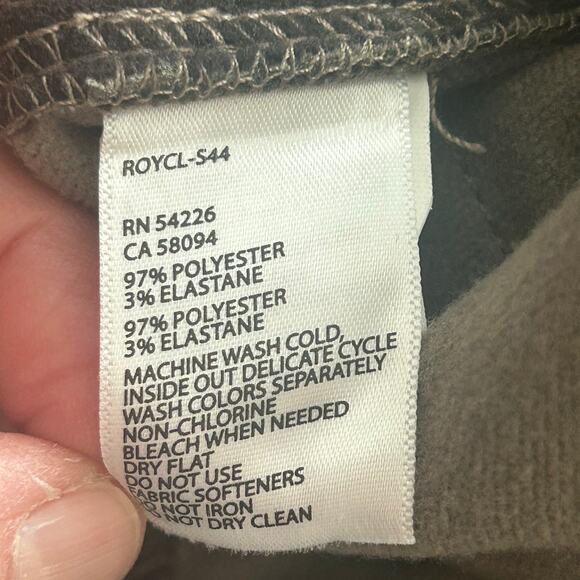 ROYCL-S44
RN 54226
CA 58094
97% POLYESTER
3% ELASTANE
97% POLYESTER
3% ELASTANE
MACHINE WASH COLD,
INSIDE OUT DELICATE CYCLE
WASH COLORS SEPARATELY
NON-CHLORINE
BLEACH WHEN NEEDED
DRY FLAT
DO NOT USE
FABRIC SOFTENERS
DO NOT IRON
DO NOT DRY CLEAN